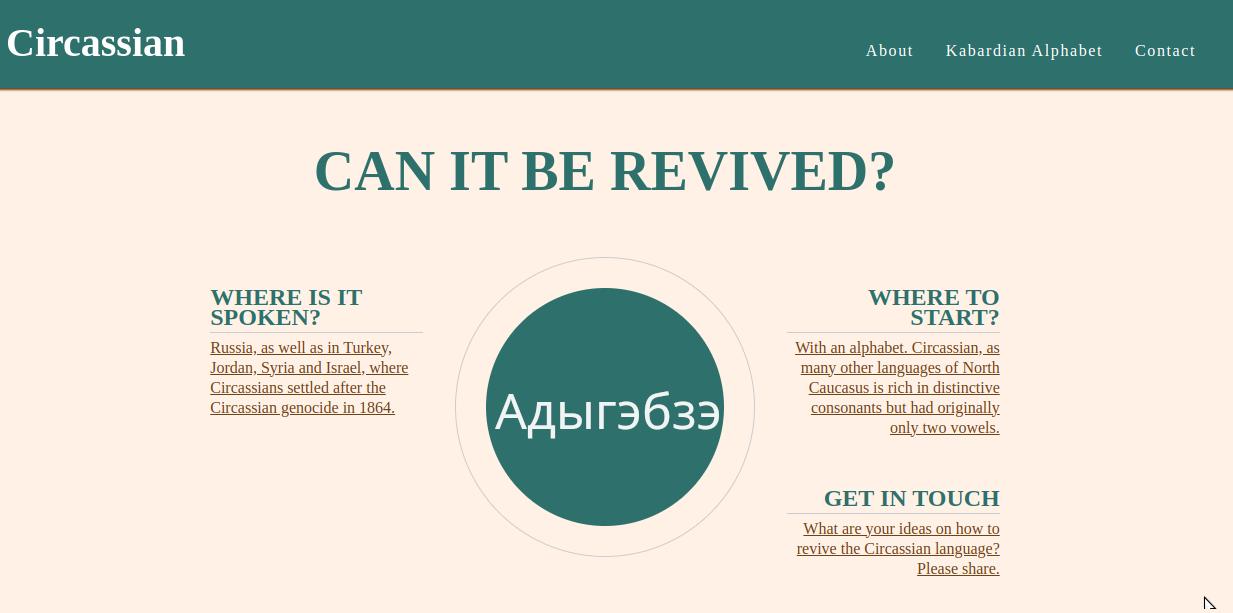 Circassian
About Kabardian Alphabet Contact
CAN IT BE REVIVED?
WHERE IS IT
SPOKEN?
Russia, as well as in Turkey,
Jordan, Syria and Israel, where
Circassians settled after the
Circassian genocide in 1864.
Адыгэбзэ
WHERE TO
START?
With an alphabet. Circassian, as
many other languages of North
Caucasus is rich in distinctive
consonants but had originally
only two vowels.
GET IN TOUCH
What are your ideas on how to
revive the Circassian language?
Please share.